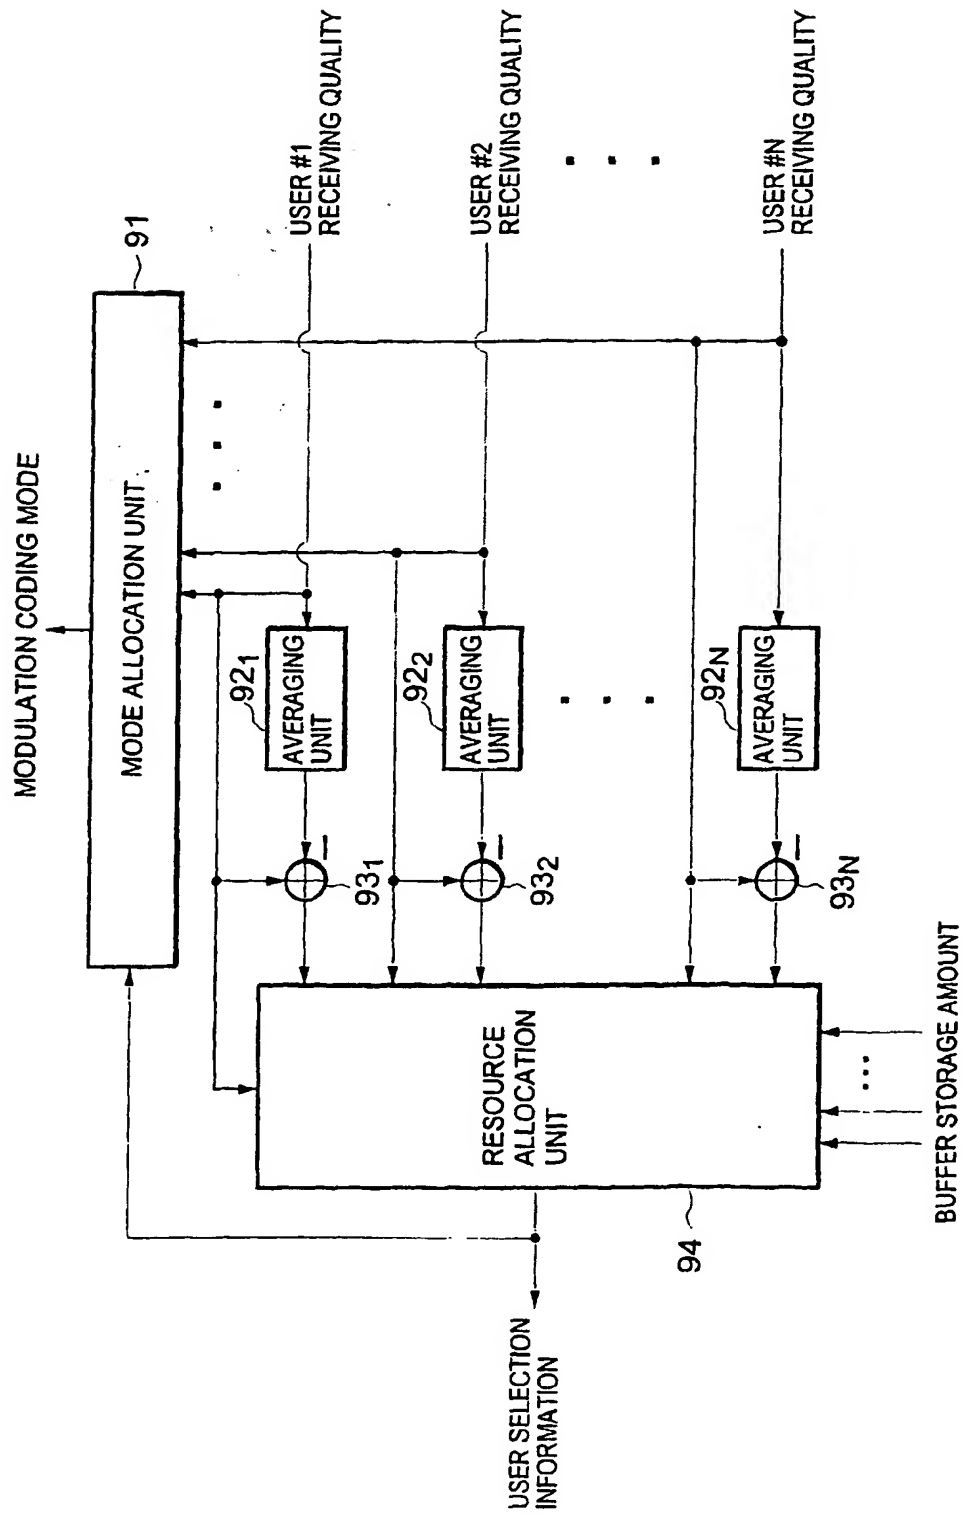 MODULATION CODING MODE
MODE ALLOCATION UNIT
91
USER #1
RECEIVING QUALITY
USER #2
RECEIVING QUALITY
USER #N
RECEIVING QUALITY
92₁
AVERAGING
UNIT
92₂
AVERAGING
UNIT
92N
AVERAGING
UNIT
93₁
93₂
93N
RESOURCE
ALLOCATION
UNIT
94
USER SELECTION
INFORMATION
BUFFER STORAGE AMOUNT